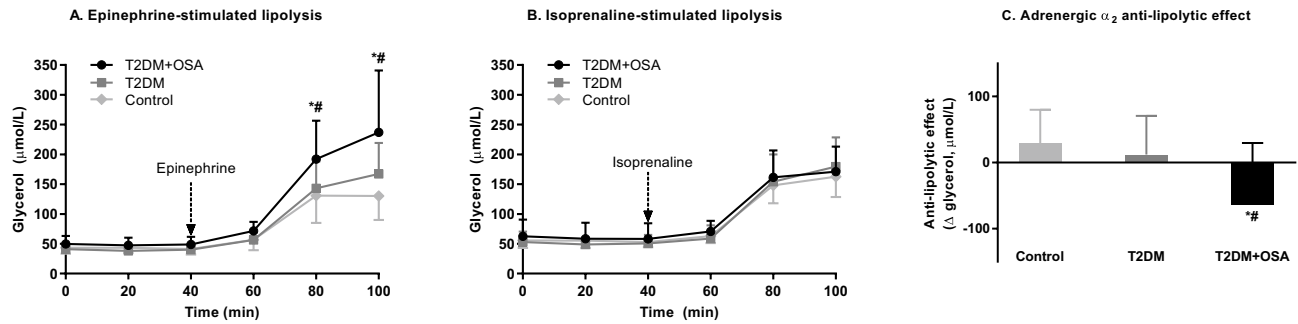 A. Epinephrine-stimulated lipolysis
Glycerol (μmol/L)
350
300
250
200
150
100
50
0
T2DM+OSA
T2DM
Control
Epinephrine
*#
*#
0 20 40 60 80 100
Time (min)
B. Isoprenaline-stimulated lipolysis
Glycerol (μmol/L)
350
300
250
200
150
100
50
0
T2DM+OSA
T2DM
Control
Isoprenaline
0 20 40 60 80 100
Time (min)
C. Adrenergic α2 anti-lipolytic effect
Anti-lipolytic effect
(Δ glycerol, μmol/L)
100
0
-100
*#
Control T2DM T2DM+OSA